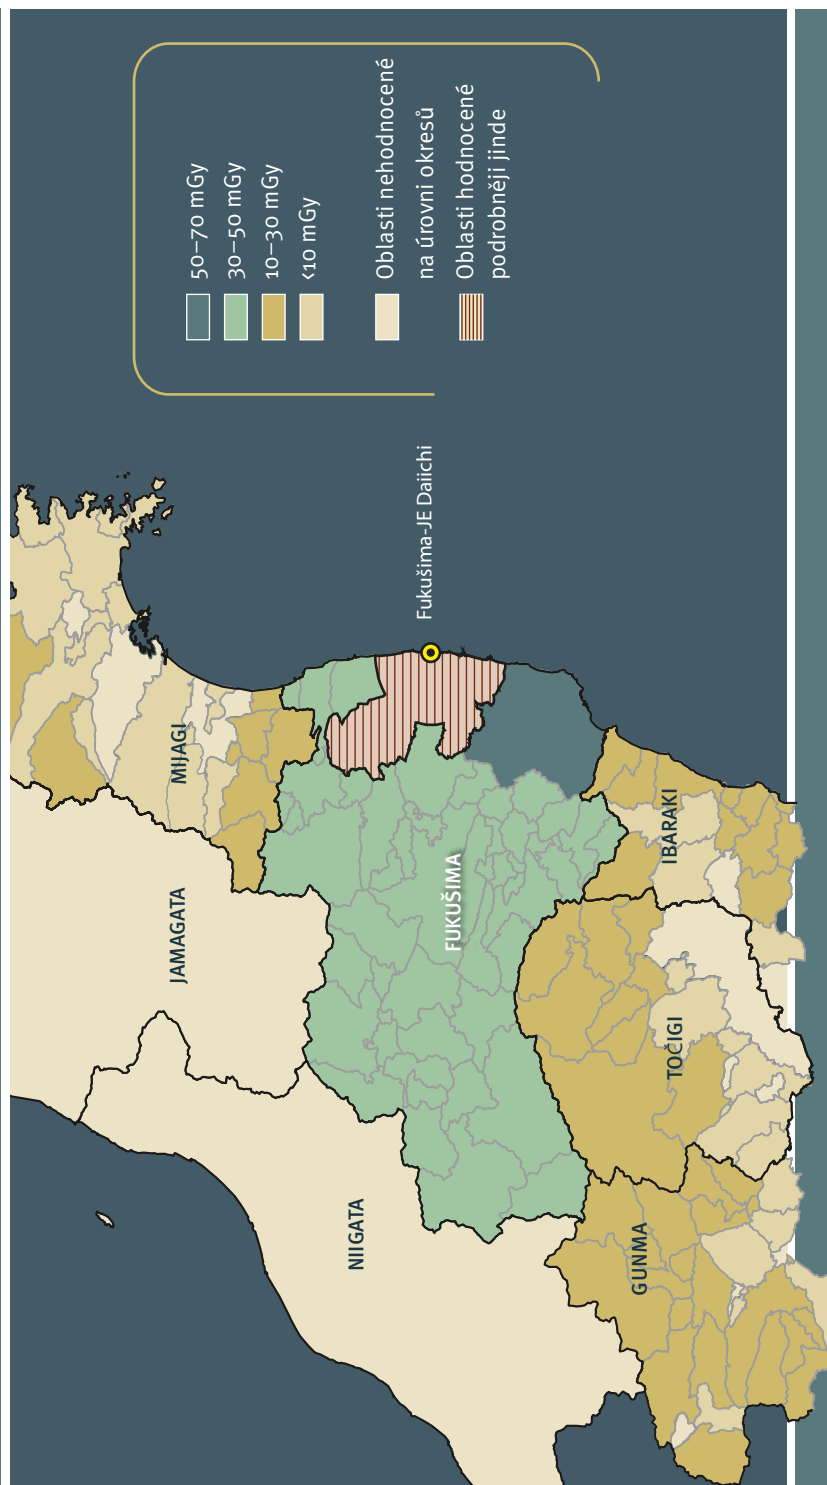 50–70 mGy
30–50 mGy
10–30 mGy
<10 mGy
Oblasti nehodnocené
na úrovni okresů
Oblasti hodnocené
podrobněji jinde
Fukušima-JE Daiichi
MIJAGI
JAMAGATA
FUKUŠIMA
IBARAKI
NIIGATA
TOČIGI
GUNMA